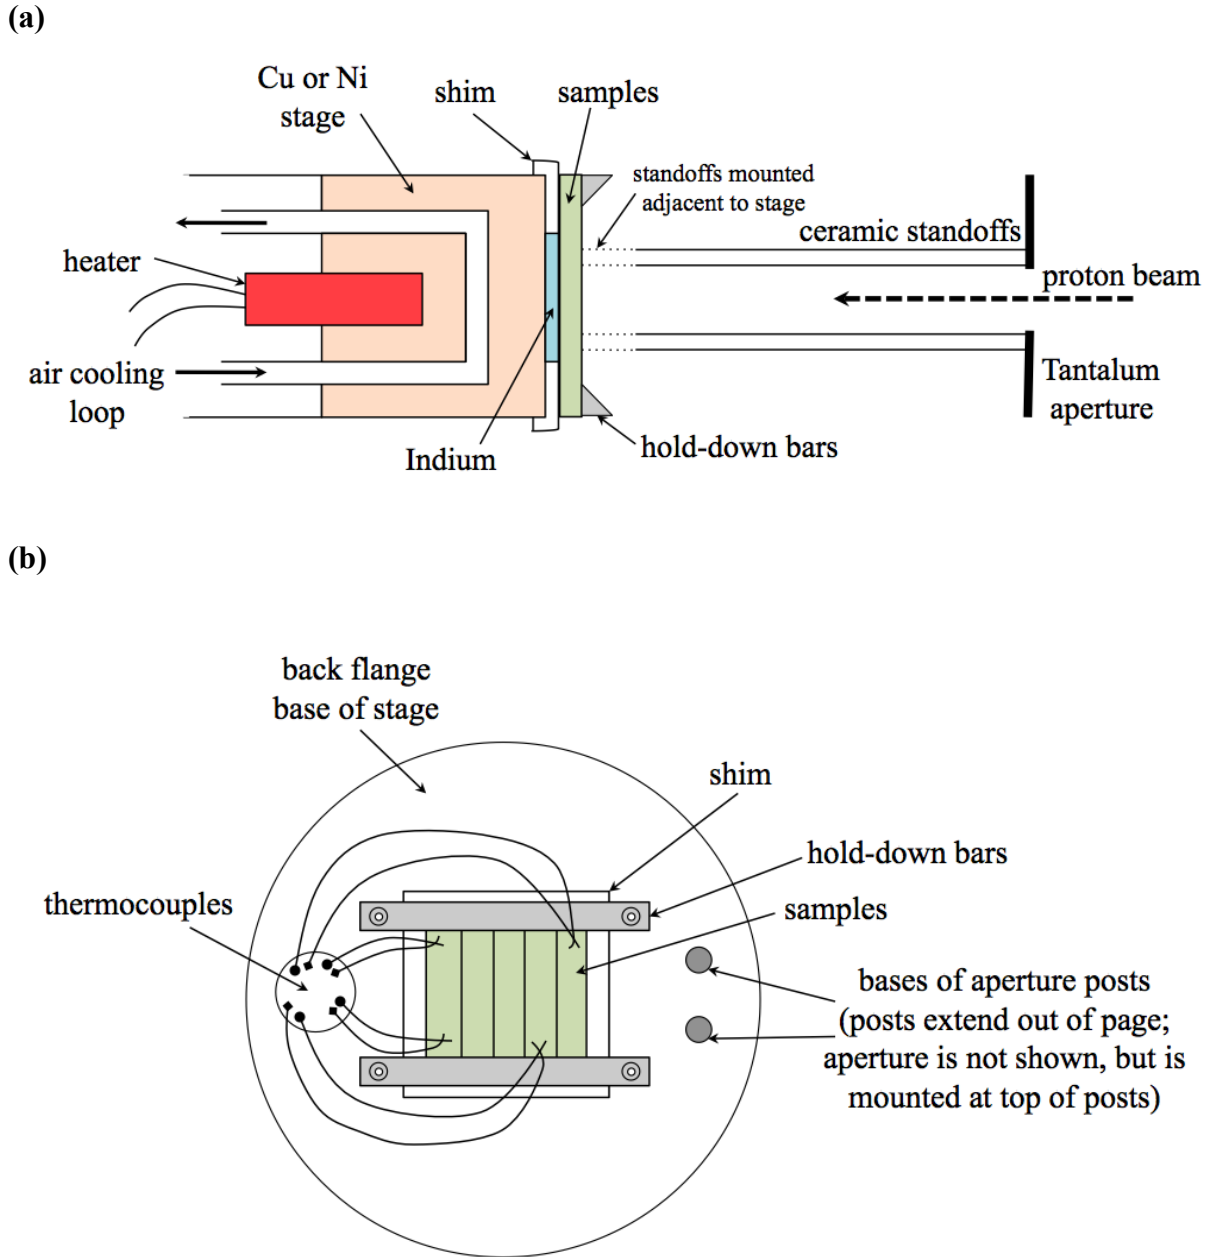 (a)
Cu or Ni
stage
shim
samples
standoffs mounted
adjacent to stage
ceramic standoffs
heater
proton beam
air cooling
loop
Tantalum
aperture
Indium
hold-down bars
(b)
back flange
base of stage
shim
hold-down bars
thermocouples
samples
bases of aperture posts
(posts extend out of page;
aperture is not shown, but is
mounted at top of posts)